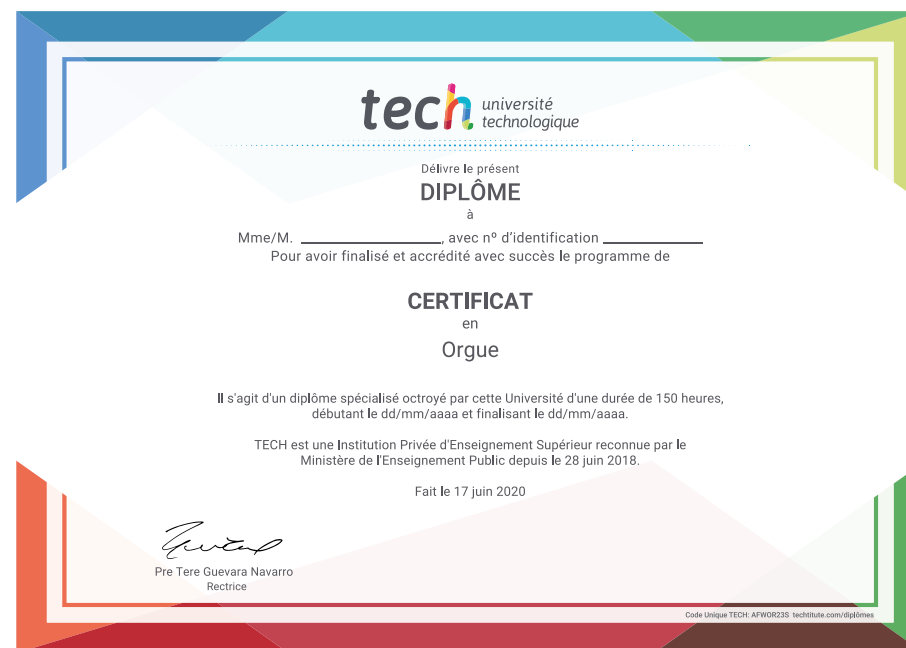 tech université
technologique
Délivre le présent
DIPLÔME
à
Mme/M. ____________________, avec nº d'identification ______________
Pour avoir finalisé et accrédité avec succès le programme de
CERTIFICAT
en
Orgue
Il s'agit d'un diplôme spécialisé octroyé par cette Université d'une durée de 150 heures,
débutant le dd/mm/aaaa et finalisant le dd/mm/aaaa.
TECH est une Institution Privée d'Enseignement Supérieur reconnue par le
Ministère de l'Enseignement Public depuis le 28 juin 2018.
Fait le 17 juin 2020
Pre Tere Guevara Navarro
Rectrice
Code Unique TECH: AFWOR23S techtitute.com/diplômes